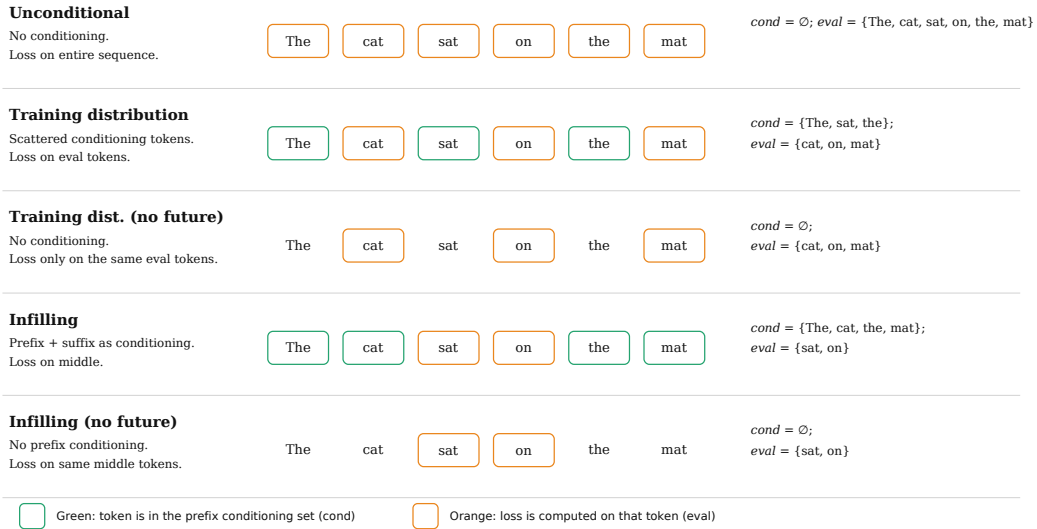 Unconditional
No conditioning.
Loss on entire sequence.
The cat sat on the mat
cond = ∅; eval = {The, cat, sat, on, the, mat}
Training distribution
Scattered conditioning tokens.
Loss on eval tokens.
The cat sat on the mat
cond = {The, sat, the};
eval = {cat, on, mat}
Training dist. (no future)
No conditioning.
Loss only on the same eval tokens.
The cat sat on the mat
cond = ∅;
eval = {cat, on, mat}
Infilling
Prefix + suffix as conditioning.
Loss on middle.
The cat sat on the mat
cond = {The, cat, the, mat};
eval = {sat, on}
Infilling (no future)
No prefix conditioning.
Loss on same middle tokens.
The cat sat on the mat
cond = ∅;
eval = {sat, on}
Green: token is in the prefix conditioning set (cond)
Orange: loss is computed on that token (eval)